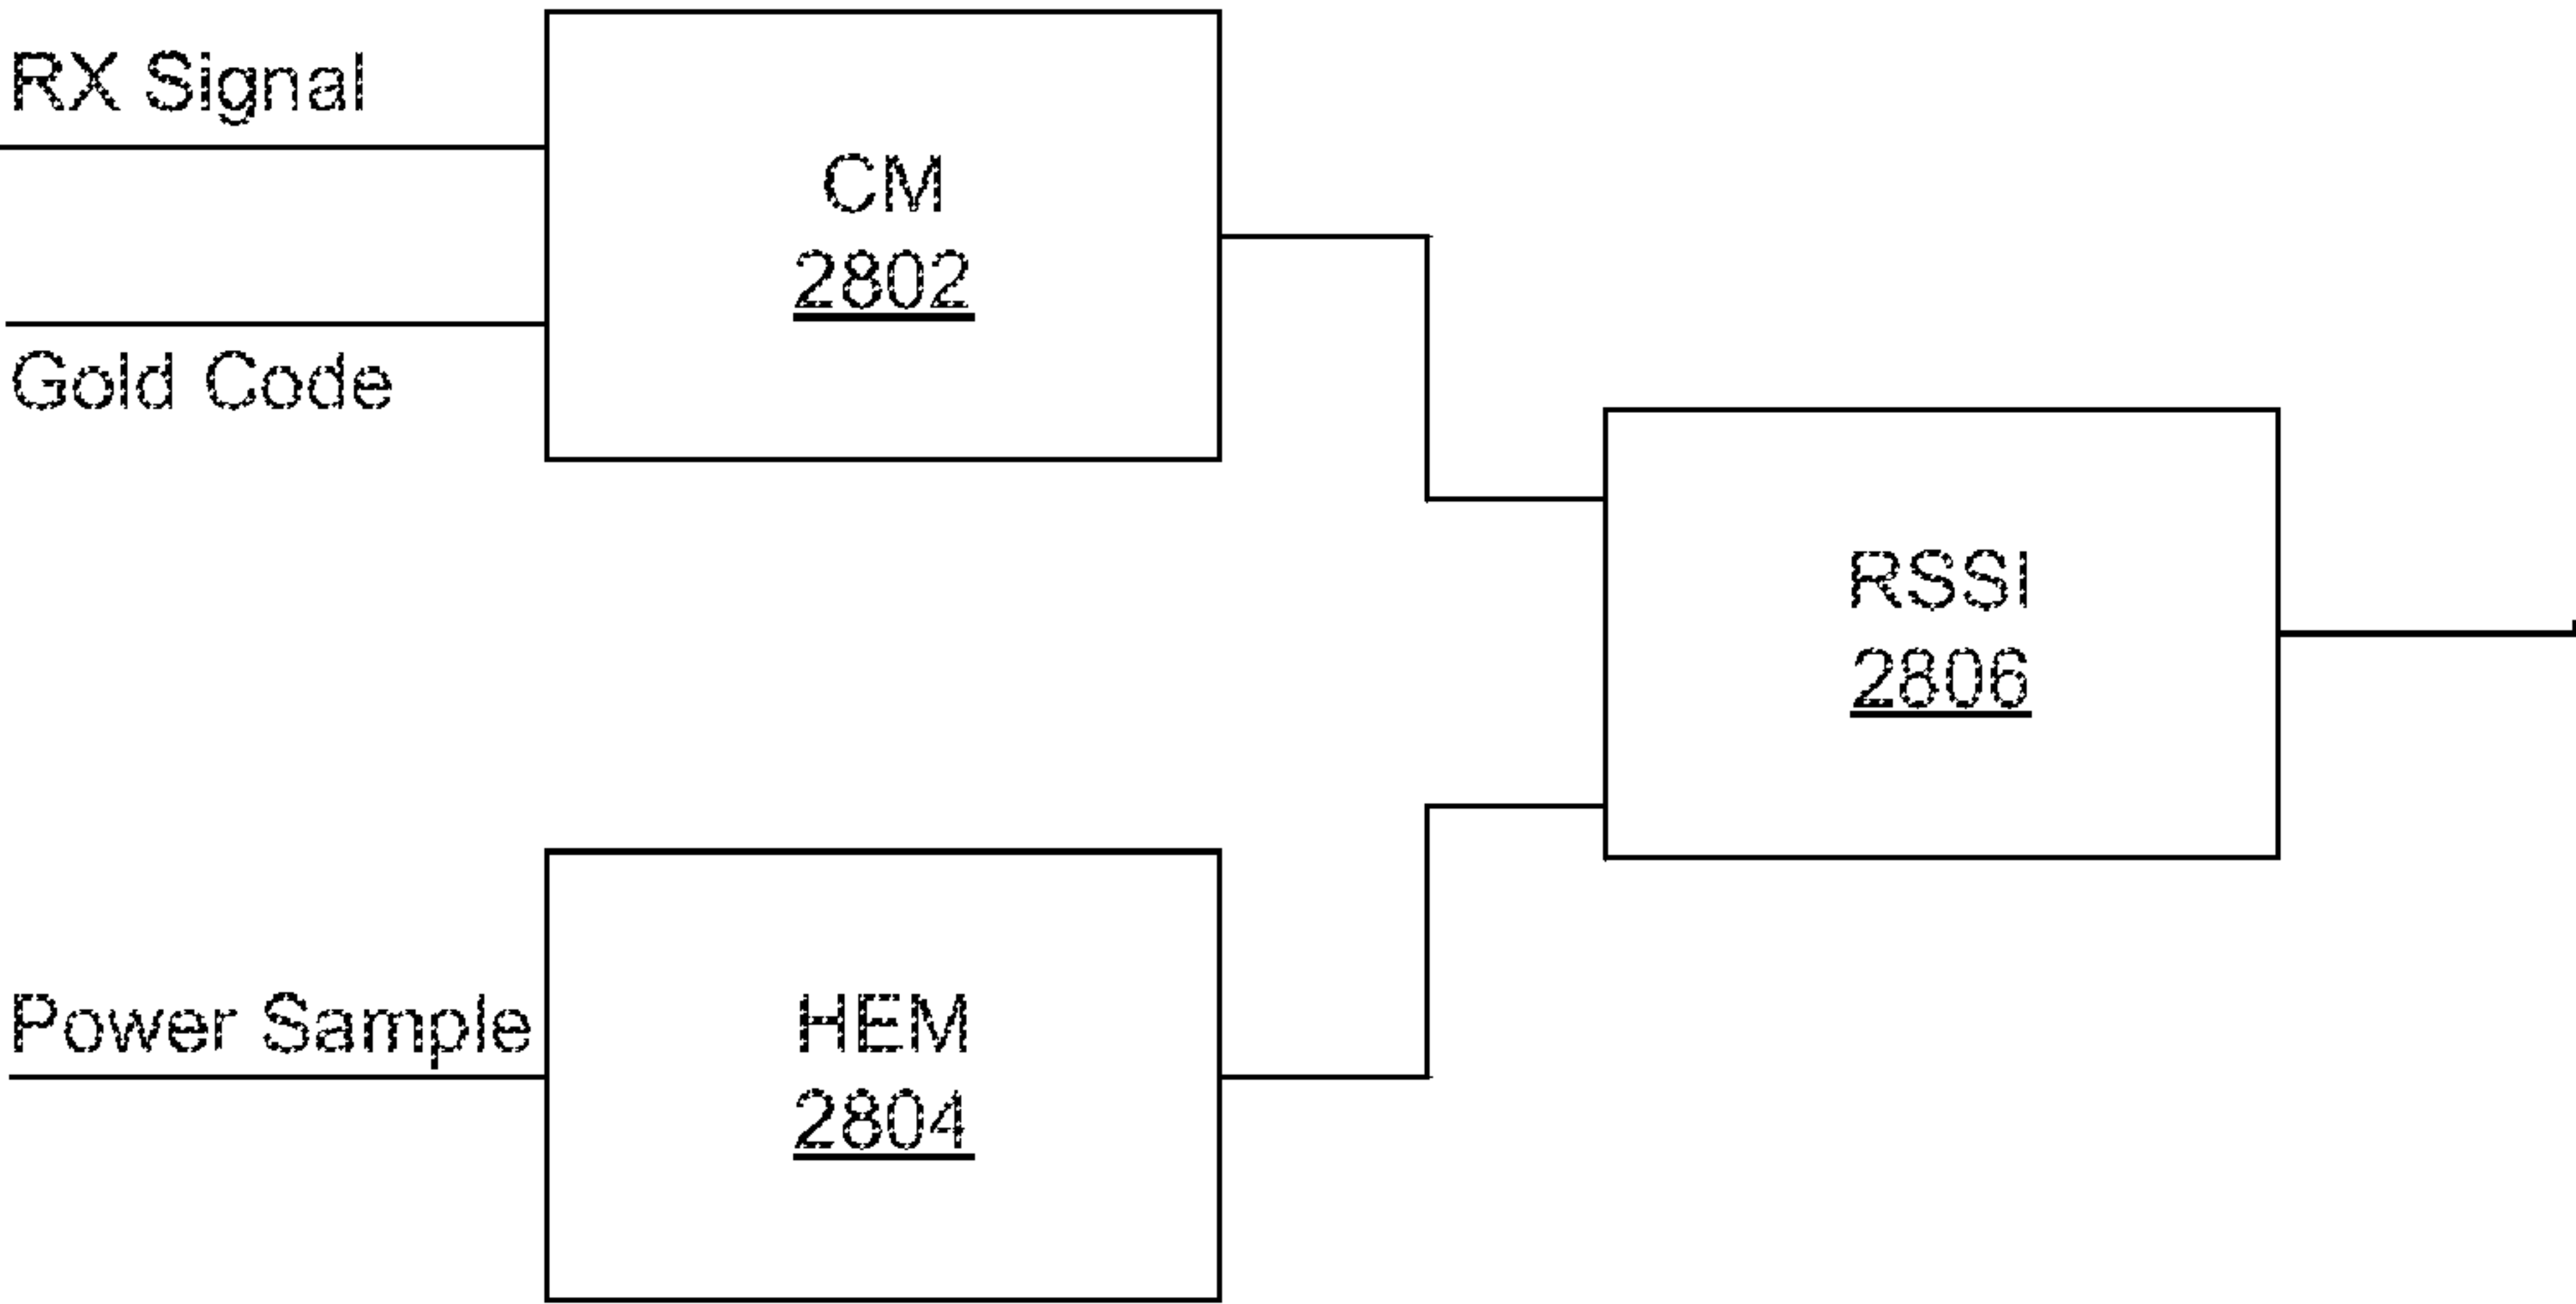 RX Signal
CM
2802
Gold Code
RSSI
2806
Power Sample
HEM
2804